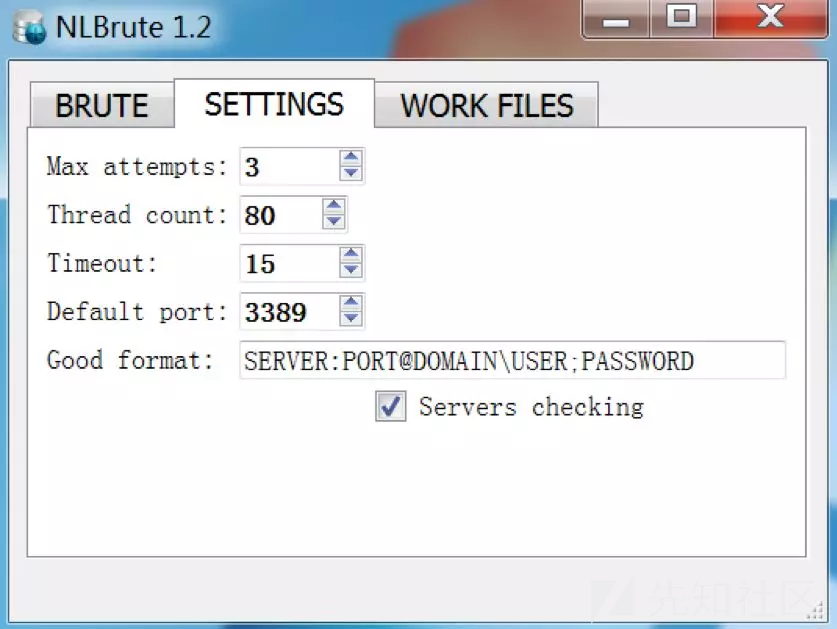 NLBrute 1.2
BRUTE SETTINGS WORK FILES
Max attempts: 3
Thread count: 80
Timeout: 15
Default port: 3389
Good format: SERVER:PORT@DOMAIN\USER;PASSWORD
Servers checking
先知社区